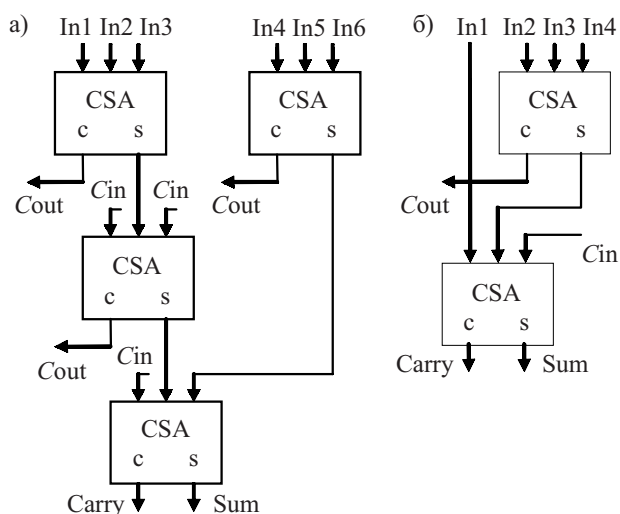 а)
In1 In2 In3
In4 In5 In6
CSA
c s
CSA
c s
Cout
Cin
Cin
Cout
CSA
c s
Cout
Cin
CSA
c s
Carry
Sum
б)
In1
In2 In3 In4
CSA
c s
Cout
Cin
CSA
c s
Carry
Sum